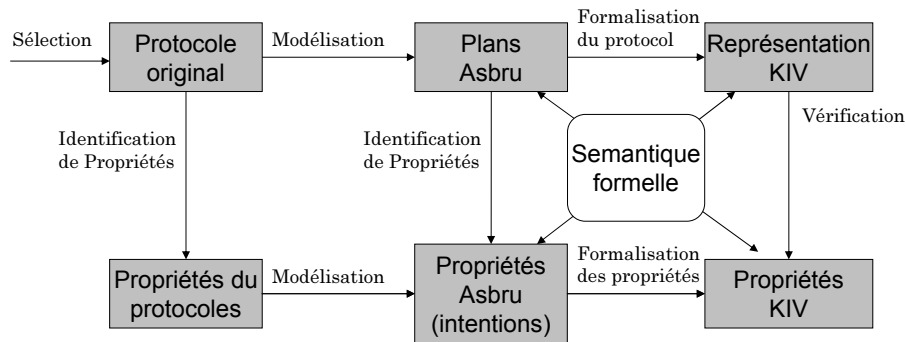 Sélection
Protocole
original
Modélisation
Plans
Asbru
Formalisation
du protocol
Représentation
KIV
Identification
de Propriétés
Identification
de Propriétés
Vérification
Semantique
formelle
Propriétés du
protocoles
Modélisation
Propriétés
Asbru
(intentions)
Formalisation
des propriétés
Propriétés
KIV